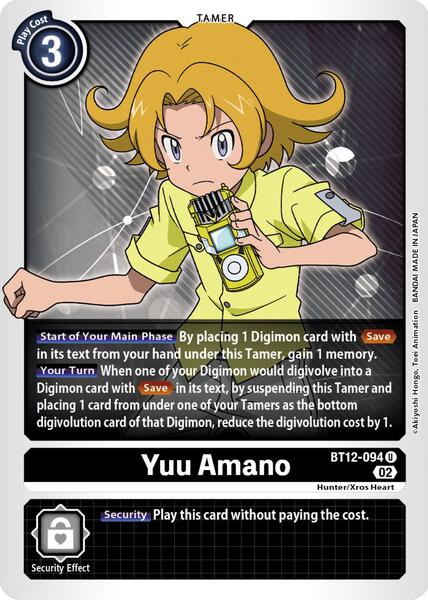 TAMER
Play Cost
3
Start of Your Main Phase By placing 1 Digimon card with Save
in its text from your hand under this Tamer, gain 1 memory.
Your Turn When one of your Digimon would digivolve into a
Digimon card with Save in its text, by suspending this Tamer and
placing 1 card from under one of your Tamers as the bottom
digivolution card of that Digimon, reduce the digivolution cost by 1.
©Akiyoshi Hongo, Toei Animation BANDAI MADE IN JAPAN
Yuu Amano
BT12-094 U
02
Hunter/Xros Heart
Security Play this card without paying the cost.
Security Effect